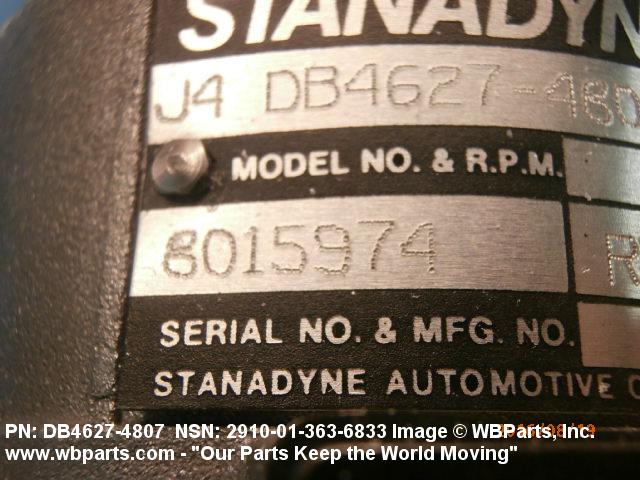 STANADYN
J4 DB4627-480
MODEL NO. & R.P.M.
6015974 R
SERIAL NO. & MFG. NO.
STANADYNE AUTOMOTIVE C
PN: DB4627-4807 NSN: 2910-01-363-6833 Image © WBParts, Inc.
www.wbparts.com - "Our Parts Keep the World Moving"